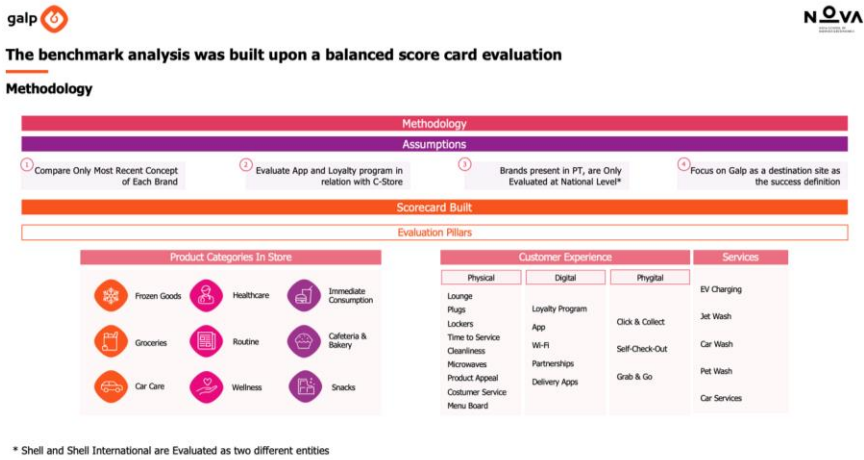 galp
NOVA
The benchmark analysis was built upon a balanced score card evaluation
Methodology
Methodology
Assumptions
1
Compare Only Most Recent Concept
of Each Brand
2
Evaluate App and Loyalty program in
relation with C-Store
3
Brands present in PT, are Only
Evaluated at National Level*
4
Focus on Galp as a destination site as
the success definition
Scorecard Built
Evaluation Pillars
Product Categories In Store
Frozen Goods
Healthcare
Immediate
Consumption
Groceries
Routine
Cafeteria &
Bakery
Car Care
Wellness
Snacks
Customer Experience
Physical
Lounge
Plugs
Lockers
Time to Service
Cleanliness
Microwaves
Product Appeal
Costumer Service
Menu Board
Digital
Loyalty Program
App
Wi-Fi
Partnerships
Delivery Apps
Phygital
Click & Collect
Self-Check-Out
Grab & Go
Services
EV Charging
Jet Wash
Car Wash
Pet Wash
Car Services
* Shell and Shell International are Evaluated as two different entities